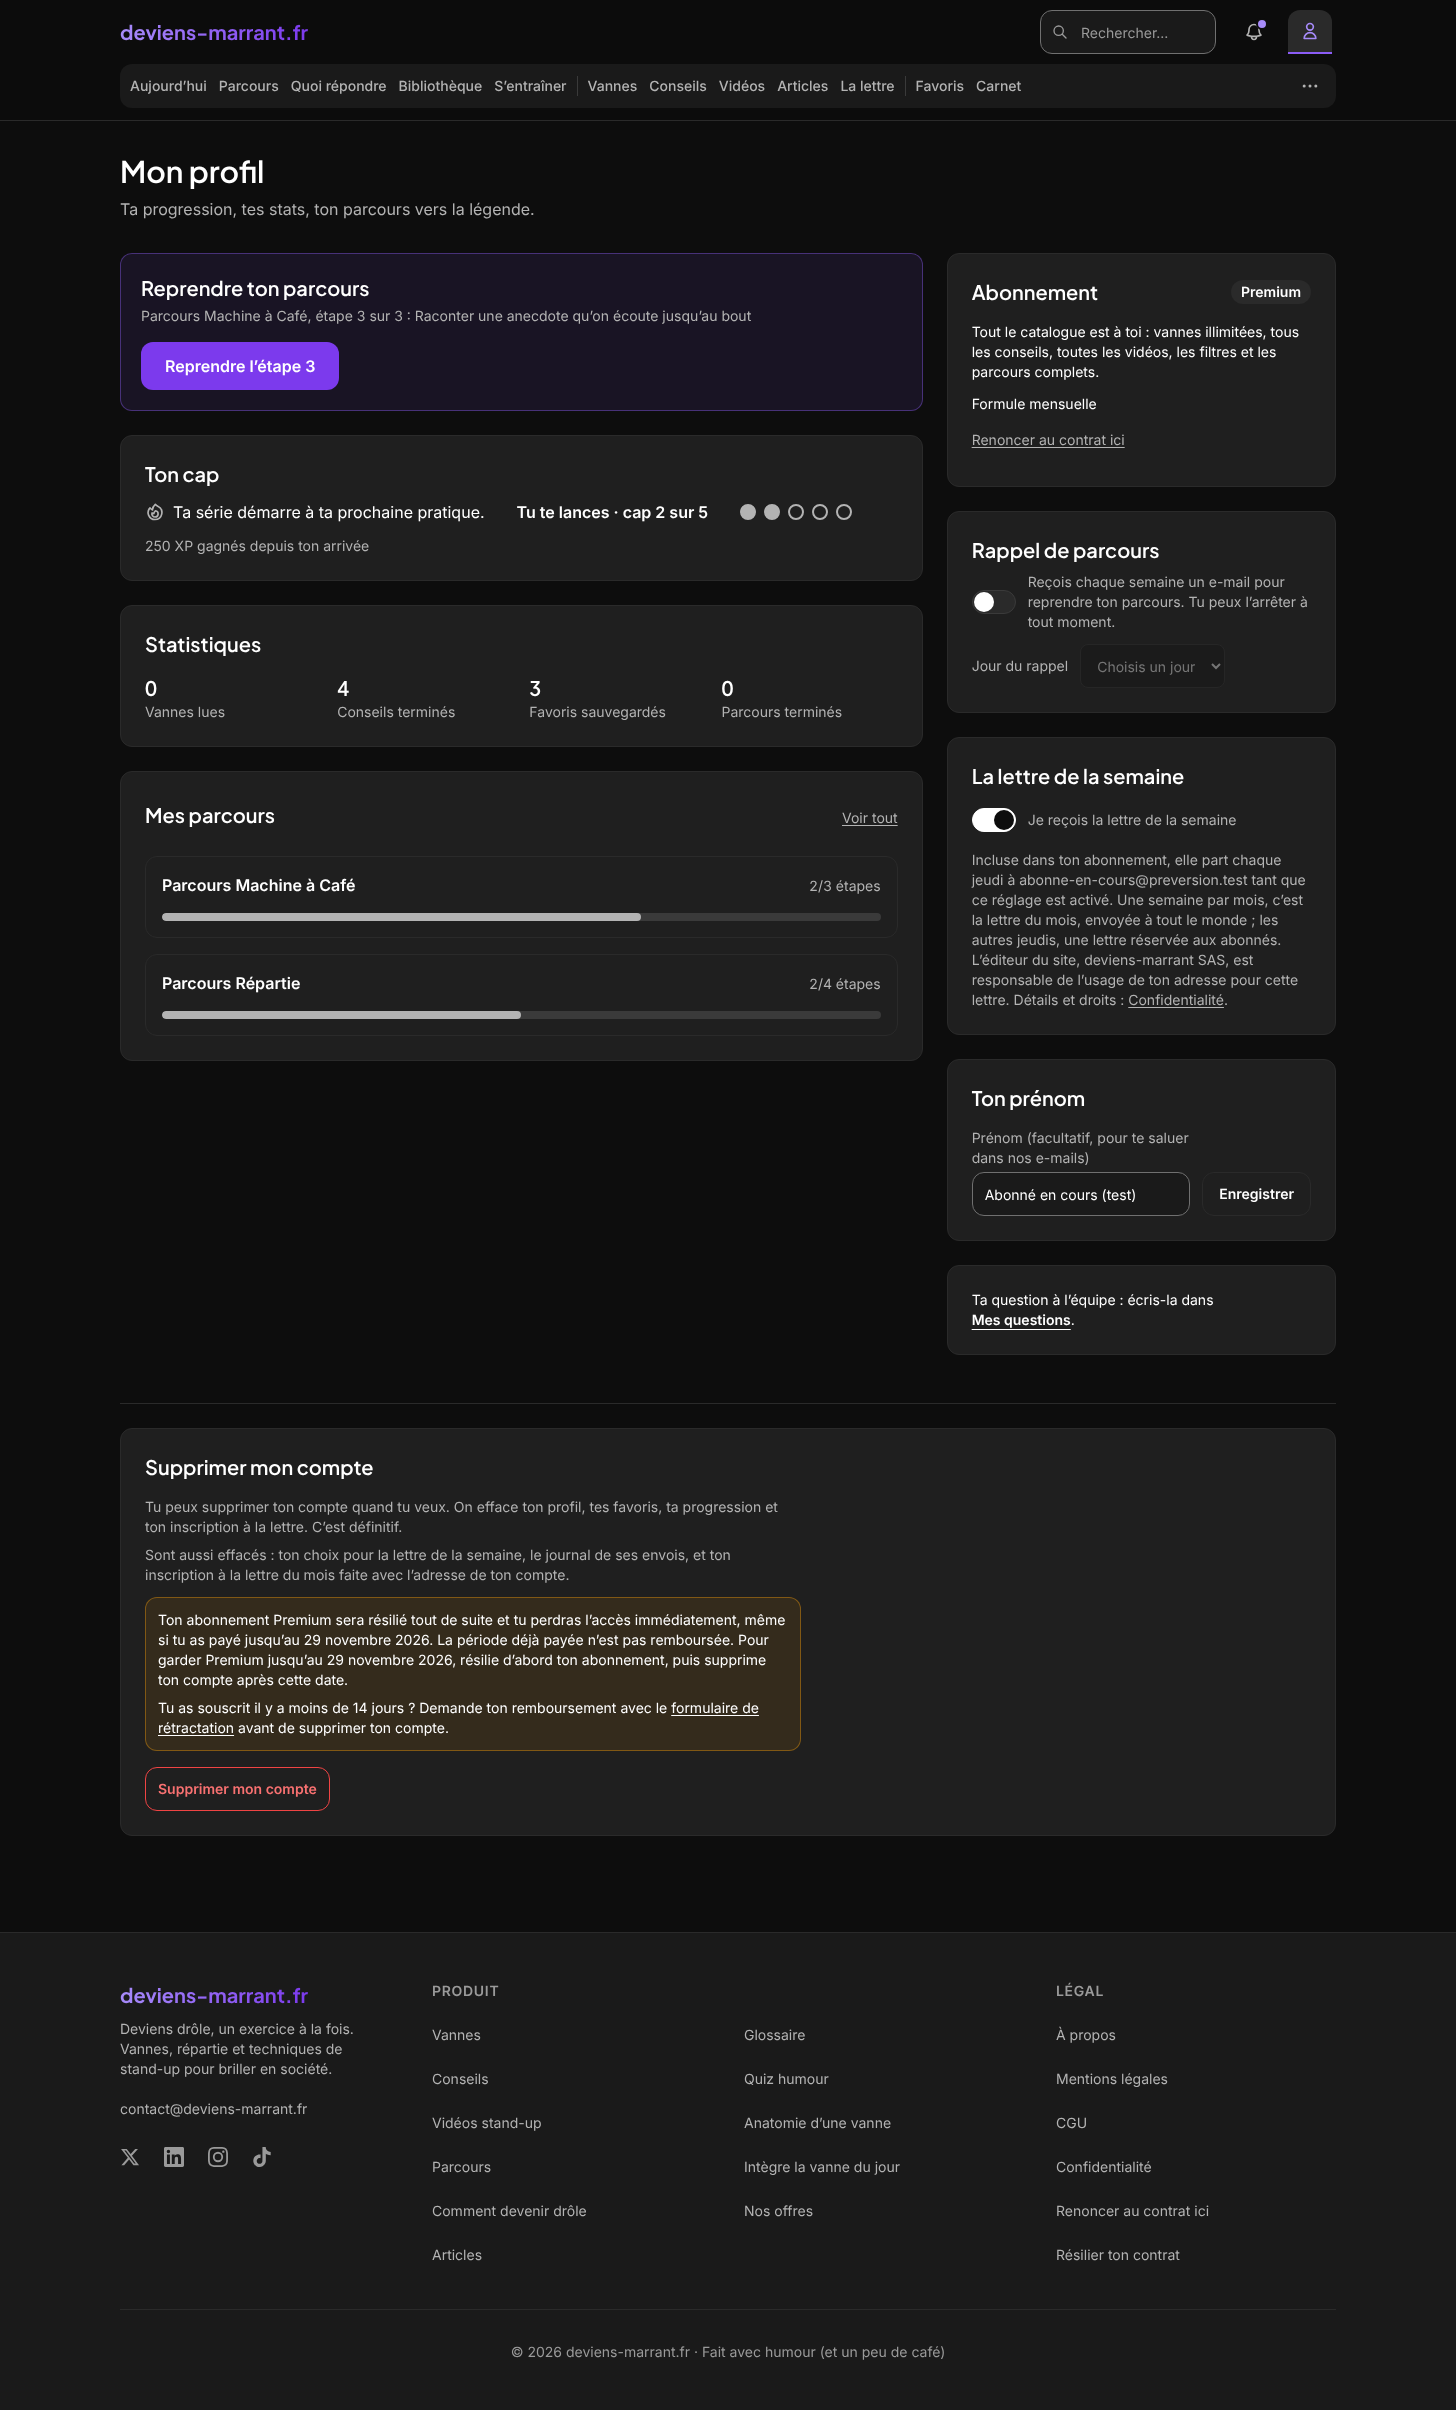 deviens-marrant.fr
Rechercher...
Aujourd’hui Parcours Quoi répondre Bibliothèque S’entraîner Vannes Conseils Vidéos Articles La lettre Favoris Carnet
Mon profil
Ta progression, tes stats, ton parcours vers la légende.
Reprendre ton parcours
Parcours Machine à Café, étape 3 sur 3 : Raconter une anecdote qu’on écoute jusqu’au bout
Reprendre l’étape 3
Ton cap
Ta série démarre à ta prochaine pratique. Tu te lances · cap 2 sur 5
250 XP gagnés depuis ton arrivée
Statistiques
0 4 3 0
Vannes lues Conseils terminés Favoris sauvegardés Parcours terminés
Mes parcours Voir tout
Parcours Machine à Café 2/3 étapes
Parcours Répartie 2/4 étapes
Abonnement Premium
Tout le catalogue est à toi : vannes illimitées, tous
les conseils, toutes les vidéos, les filtres et les
parcours complets.
Formule mensuelle
Renoncer au contrat ici
Rappel de parcours
Reçois chaque semaine un e-mail pour
reprendre ton parcours. Tu peux l’arrêter à
tout moment.
Jour du rappel Choisis un jour
La lettre de la semaine
Je reçois la lettre de la semaine
Incluse dans ton abonnement, elle part chaque
jeudi à abonne-en-cours@preversion.test tant que
ce réglage est activé. Une semaine par mois, c’est
la lettre du mois, envoyée à tout le monde ; les
autres jeudis, une lettre réservée aux abonnés.
L’éditeur du site, deviens-marrant SAS, est
responsable de l’usage de ton adresse pour cette
lettre. Détails et droits : Confidentialité.
Ton prénom
Prénom (facultatif, pour te saluer
dans nos e-mails)
Abonné en cours (test) Enregistrer
Ta question à l’équipe : écris-la dans
Mes questions.
Supprimer mon compte
Tu peux supprimer ton compte quand tu veux. On efface ton profil, tes favoris, ta progression et
ton inscription à la lettre. C’est définitif.
Sont aussi effacés : ton choix pour la lettre de la semaine, le journal de ses envois, et ton
inscription à la lettre du mois faite avec l’adresse de ton compte.
Ton abonnement Premium sera résilié tout de suite et tu perdras l’accès immédiatement, même
si tu as payé jusqu’au 29 novembre 2026. La période déjà payée n’est pas remboursée. Pour
garder Premium jusqu’au 29 novembre 2026, résilie d’abord ton abonnement, puis supprime
ton compte après cette date.
Tu as souscrit il y a moins de 14 jours ? Demande ton remboursement avec le formulaire de
rétractation avant de supprimer ton compte.
Supprimer mon compte
deviens-marrant.fr
Deviens drôle, un exercice à la fois.
Vannes, répartie et techniques de
stand-up pour briller en société.
contact@deviens-marrant.fr
PRODUIT
Vannes
Conseils
Vidéos stand-up
Parcours
Comment devenir drôle
Articles
Glossaire
Quiz humour
Anatomie d’une vanne
Intègre la vanne du jour
Nos offres
LÉGAL
À propos
Mentions légales
CGU
Confidentialité
Renoncer au contrat ici
Résilier ton contrat
© 2026 deviens-marrant.fr · Fait avec humour (et un peu de café)